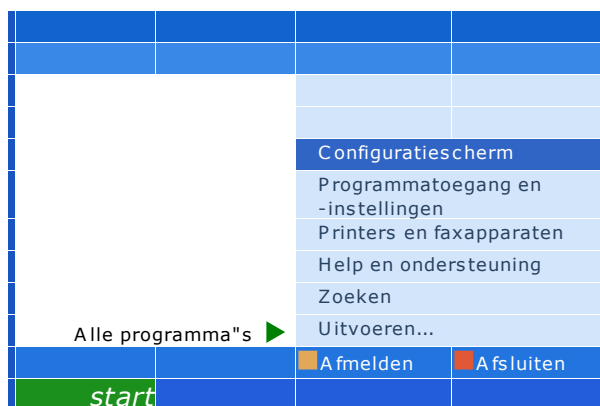 Configuratiescherm
Programmatoegang en
-instellingen
Printers en faxapparaten
Help en ondersteuning
Zoeken
Uitvoeren...
Alle programma"s
Afmelden
Afsluiten
start